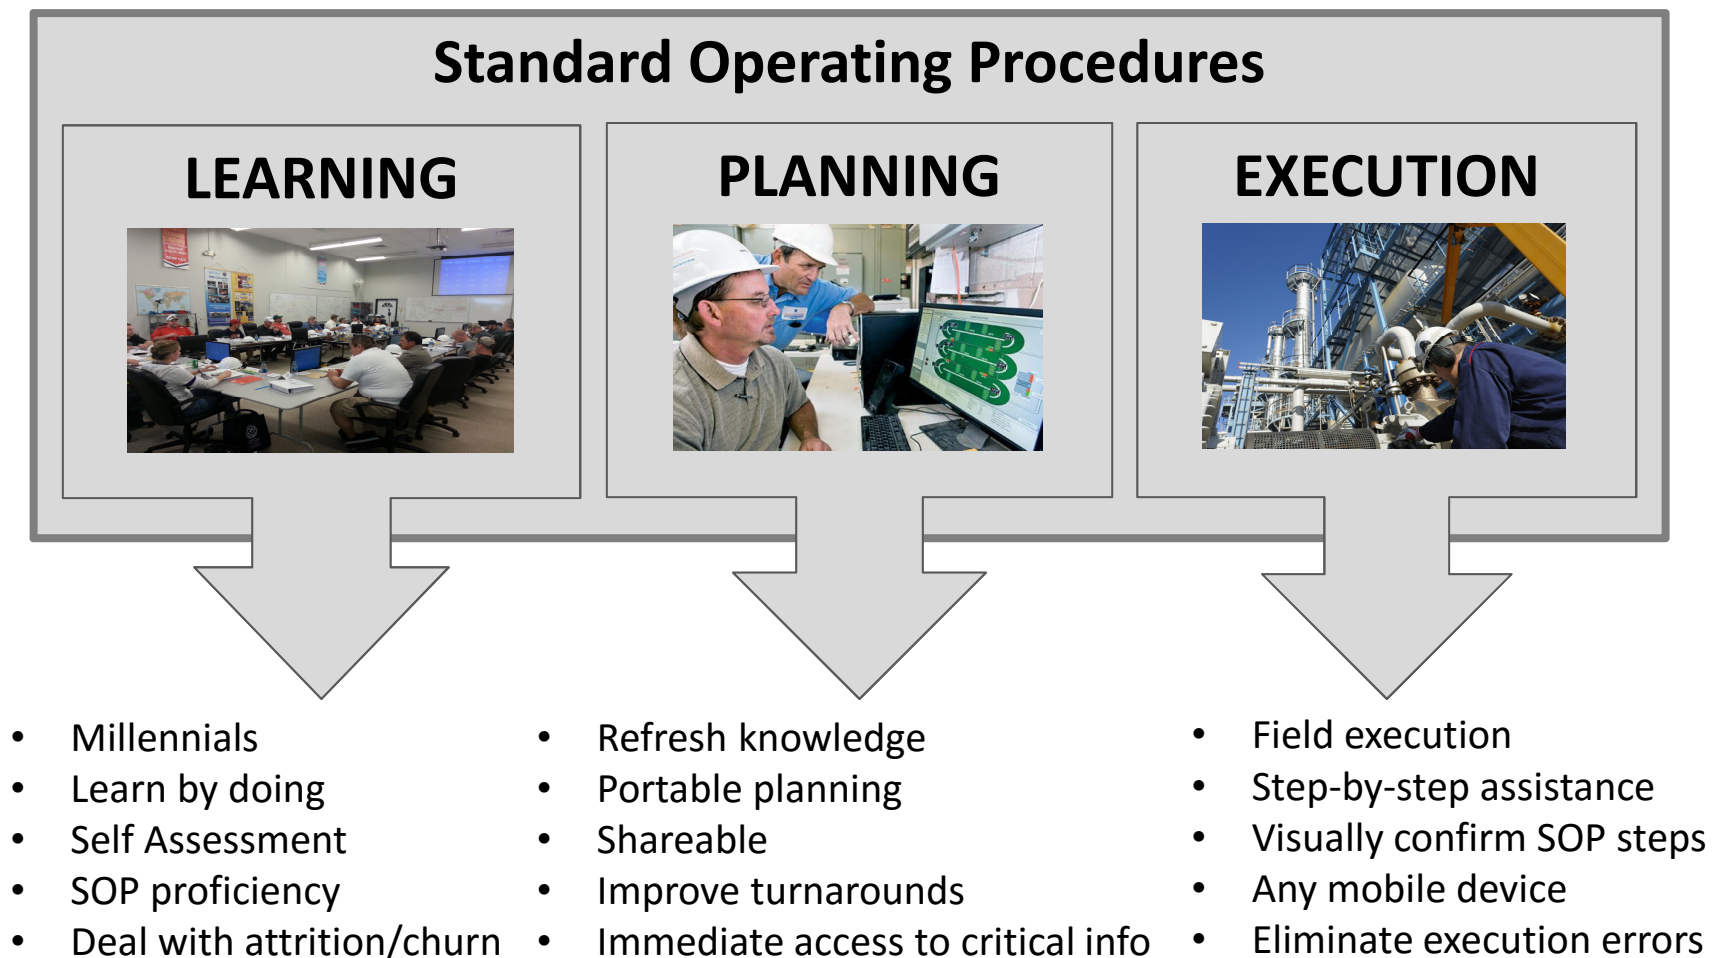 Standard Operating Procedures
LEARNING
PLANNING
EXECUTION
• Millennials
• Learn by doing
• Self Assessment
• SOP proficiency
• Deal with attrition/churn
• Refresh knowledge
• Portable planning
• Shareable
• Improve turnarounds
• Immediate access to critical info
• Field execution
• Step-by-step assistance
• Visually confirm SOP steps
• Any mobile device
• Eliminate execution errors